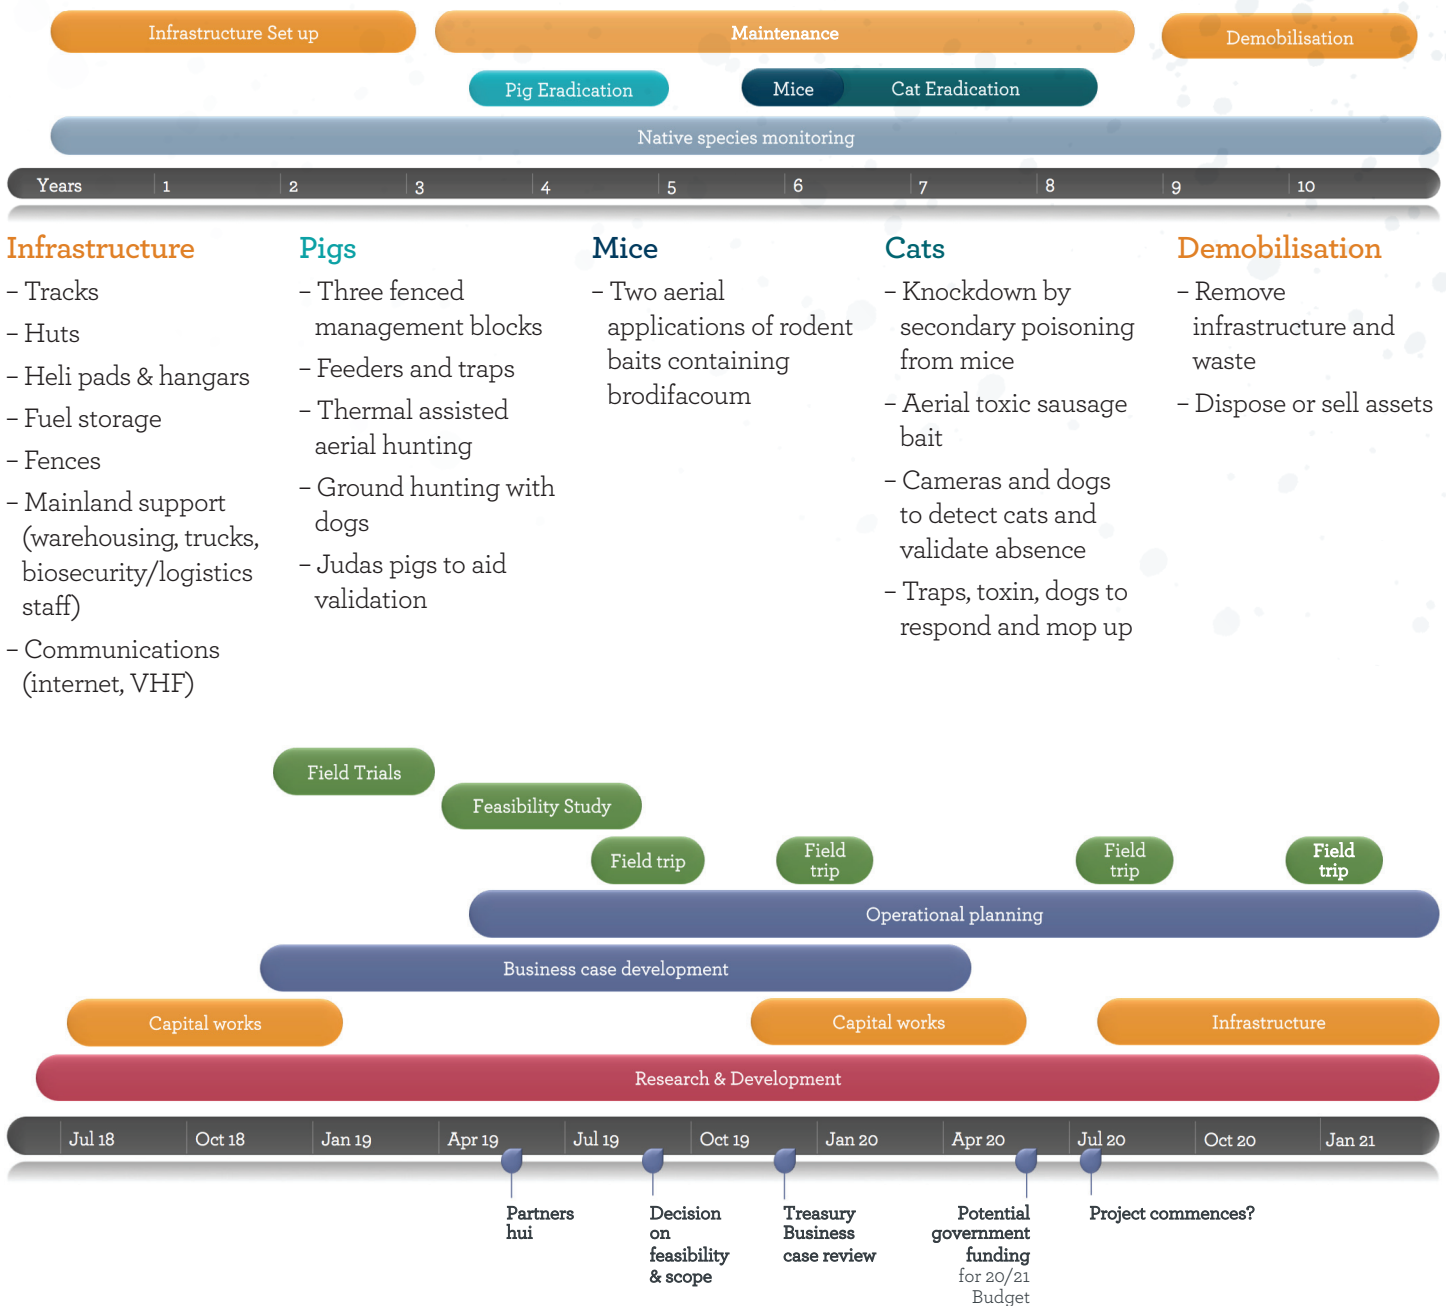 Infrastructure Set up
Maintenance
Demobilisation
Pig Eradication
Mice
Cat Eradication
Native species monitoring
Years 1 2 3 4 5 6 7 8 9 10
Infrastructure
– Tracks
– Huts
– Heli pads & hangars
– Fuel storage
– Fences
– Mainland support
(warehousing, trucks,
biosecurity/logistics
staff)
– Communications
(internet, VHF)
Pigs
– Three fenced
management blocks
– Feeders and traps
– Thermal assisted
aerial hunting
– Ground hunting with
dogs
– Judas pigs to aid
validation
Mice
– Two aerial
applications of rodent
baits containing
brodifacoum
Cats
– Knockdown by
secondary poisoning
from mice
– Aerial toxic sausage
bait
– Cameras and dogs
to detect cats and
validate absence
– Traps, toxin, dogs to
respond and mop up
Demobilisation
– Remove
infrastructure and
waste
– Dispose or sell assets
Field Trials
Feasibility Study
Field trip
Field
trip
Field
trip
Field
trip
Operational planning
Business case development
Capital works
Capital works
Infrastructure
Research & Development
Jul 18 Oct 18 Jan 19 Apr 19 Jul 19 Oct 19 Jan 20 Apr 20 Jul 20 Oct 20 Jan 21
Partners
hui
Decision
on
feasibility
& scope
Treasury
Business
case review
Potential
government
funding
for 20/21
Budget
Project commences?